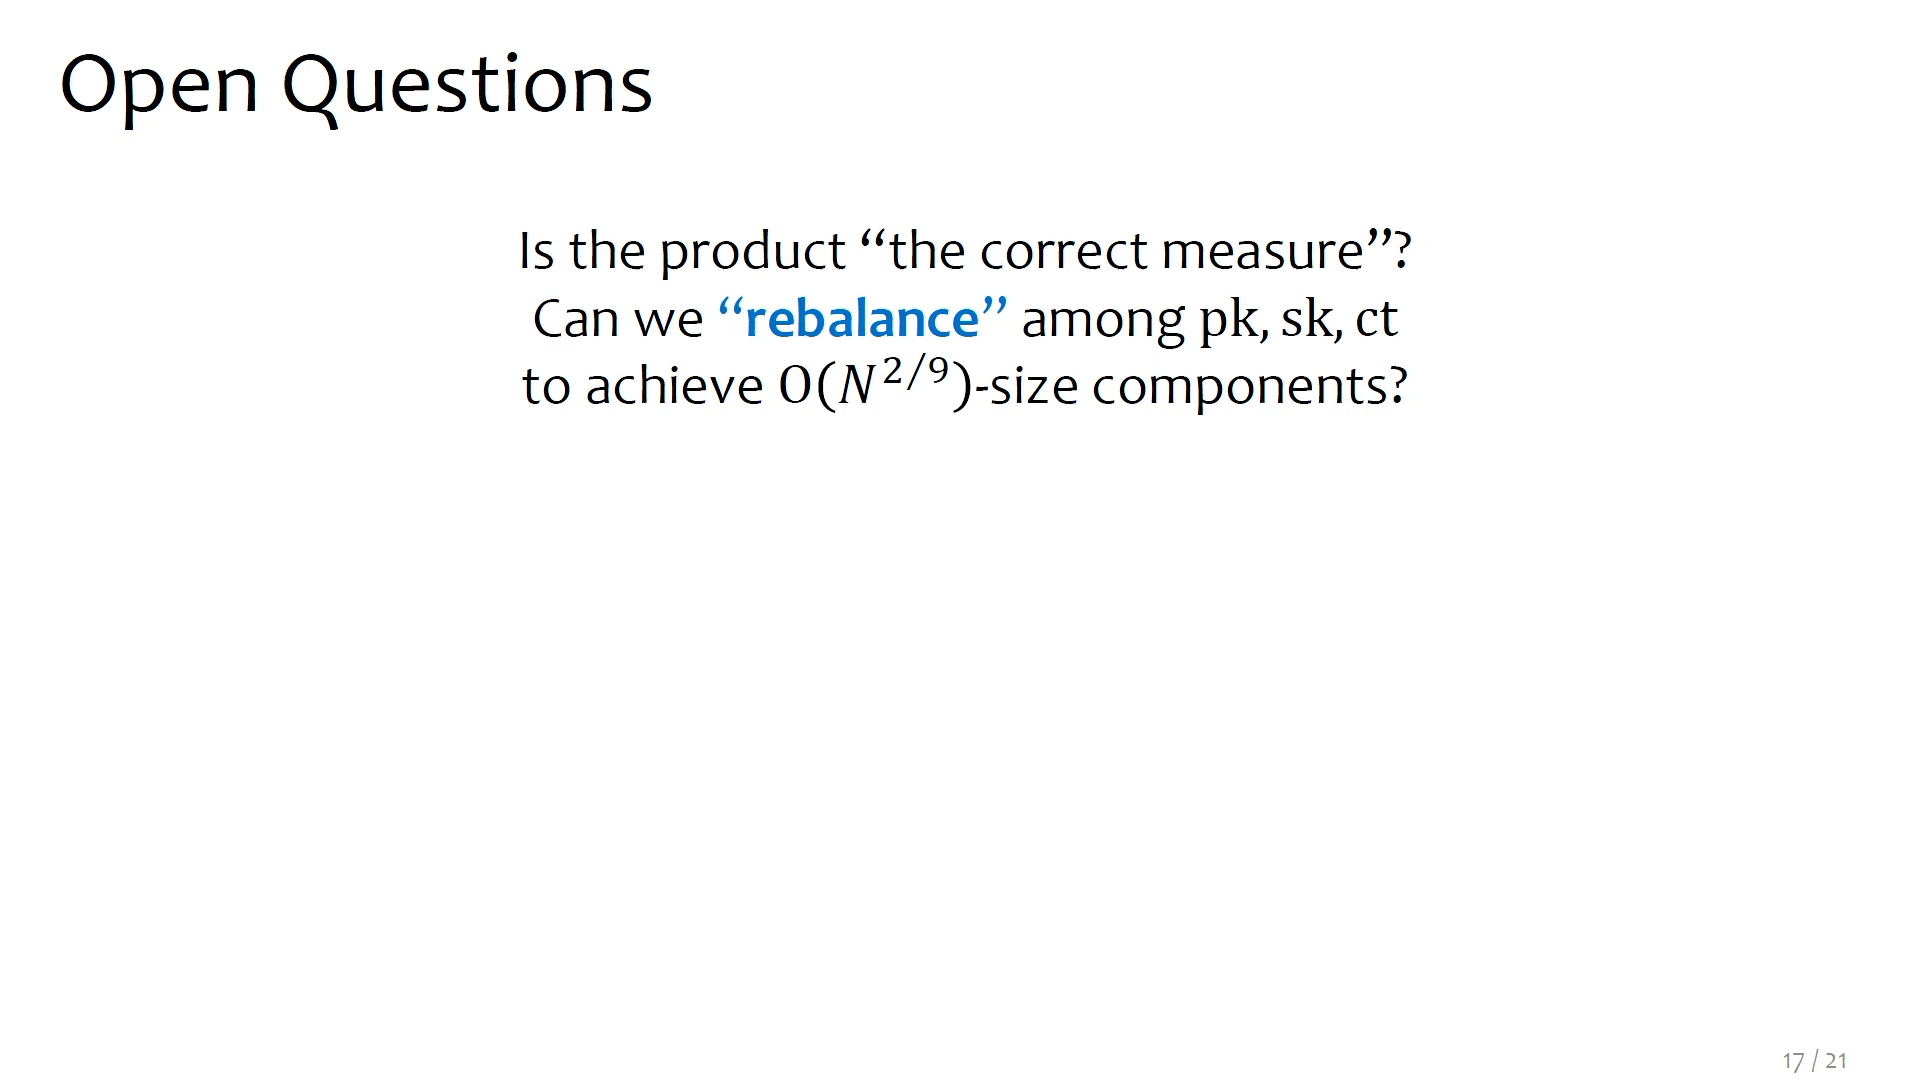 Open Questions
Is the product “the correct measure”?
Can we “rebalance” among pk, sk, ct
to achieve O(N^{2/9})-size components?
17 / 21